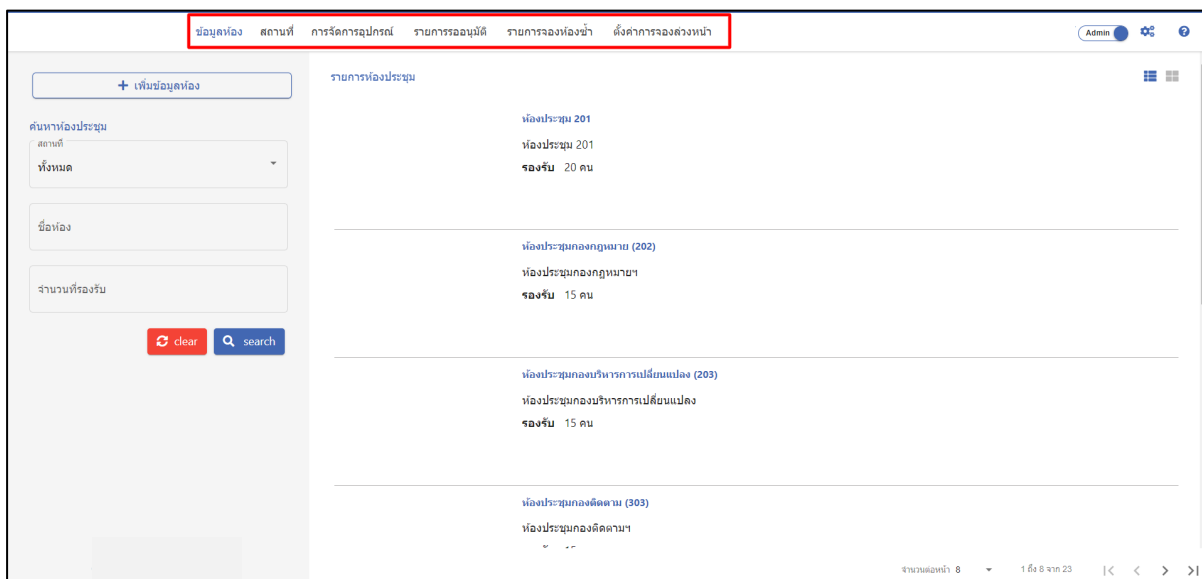 ข้อมูลห้อง สถานที่ การจัดการอุปกรณ์ รายการรออนุมัติ รายการจองห้องซ้ำ ตั้งค่าการจองล่วงหน้า Admin
+ เพิ่มข้อมูลห้อง
รายการห้องประชุม
ค้นหาห้องประชุม
สถานที่
ทั้งหมด
ชื่อห้อง
จำนวนที่รองรับ
clear search
ห้องประชุม 201
ห้องประชุม 201
รองรับ 20 คน
ห้องประชุมกองกฎหมาย (202)
ห้องประชุมกองกฎหมายฯ
รองรับ 15 คน
ห้องประชุมกองบริหารการเปลี่ยนแปลง (203)
ห้องประชุมกองบริหารการเปลี่ยนแปลง
รองรับ 15 คน
ห้องประชุมกองติดตาม (303)
ห้องประชุมกองติดตามฯ
จำนวนต่อหน้า 8 1 ถึง 8 จาก 23